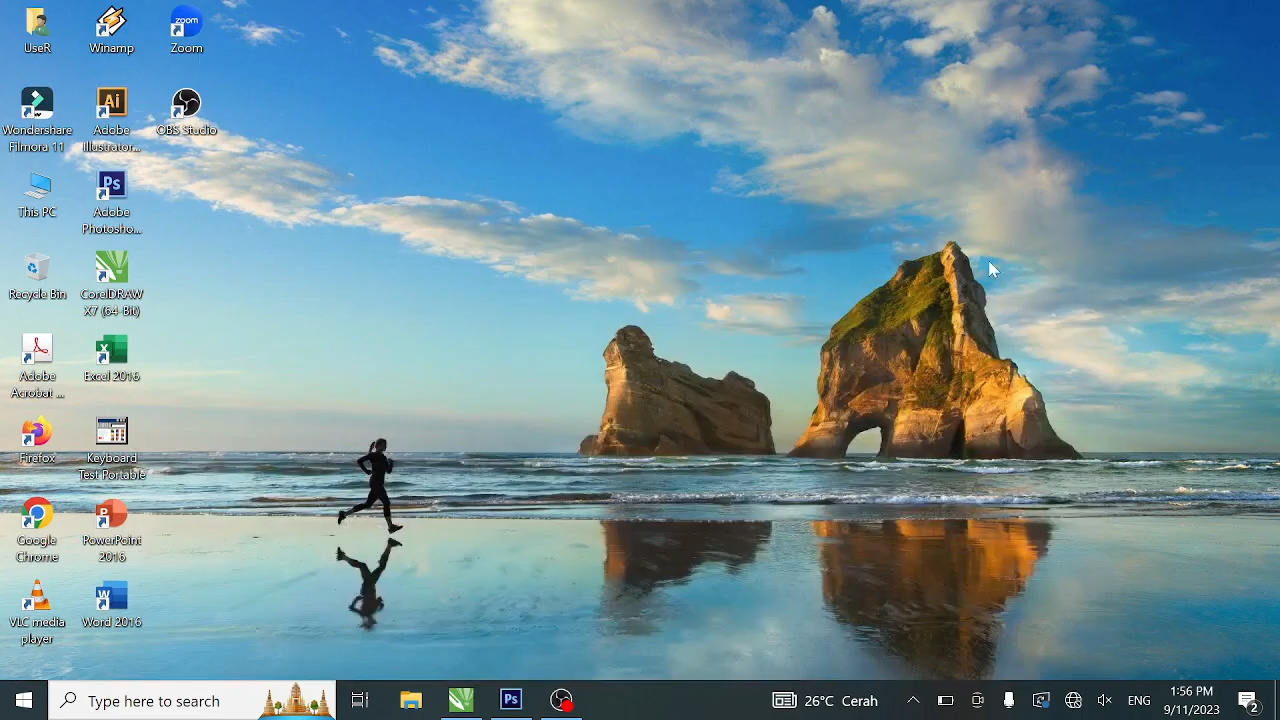 UseR
Winamp
Zoom
Wondershare
Filmora 11
Adobe
Illustrator...
OBS Studio
This PC
Adobe
Photosho...
Recycle Bin
CorelDRAW
X7 (64-Bit)
Adobe
Acrobat ...
Excel 2016
Firefox
Keyboard
Test Portable
Google
Chrome
PowerPoint
2016
VLC media
player
Word 2016
zoom
Ai
Ps
Type here to search
Ps
26°C Cerah
ENG
1:56 PM
9/11/2023
2